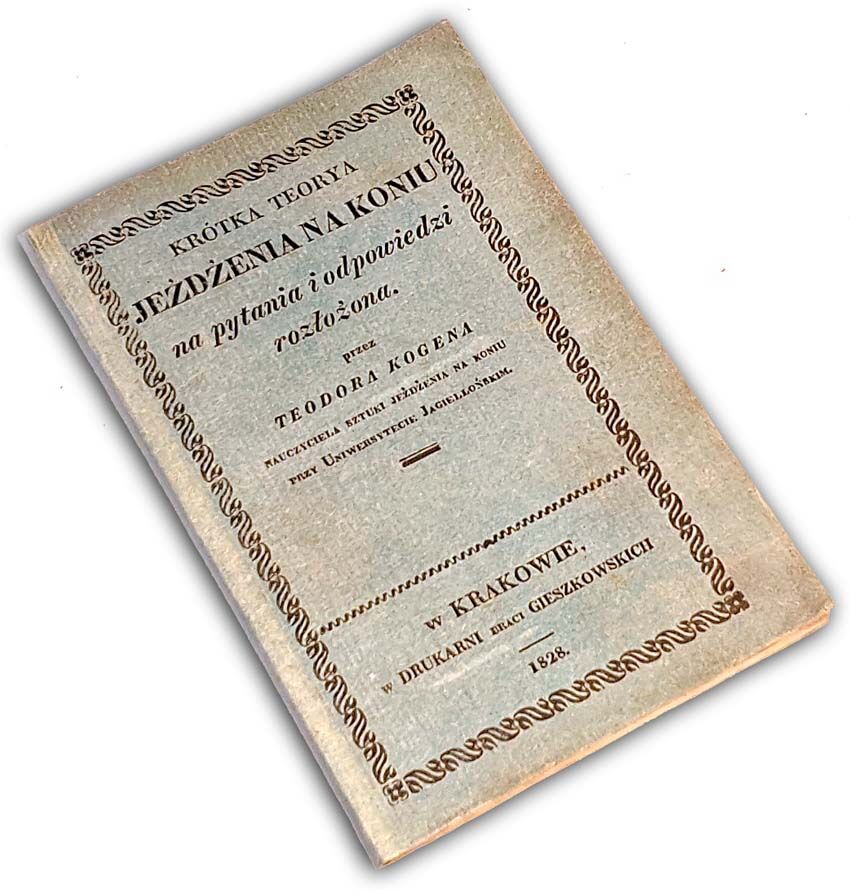 KRÓTKA TEORYA
JEŻDŻENIA NA KONIU
na pytania i odpowiedzi
rozłożona.
przez
TEODORA KOGENA
NAUCZYCIELA SZTUKI JEŻDŻENIA NA KONIU
PRZY UNIWERSYTECIE JAGIELLOŃSKIM.
W KRAKOWIE,
W DRUKARNI BRACI GIESZKOWSKICH
1828.